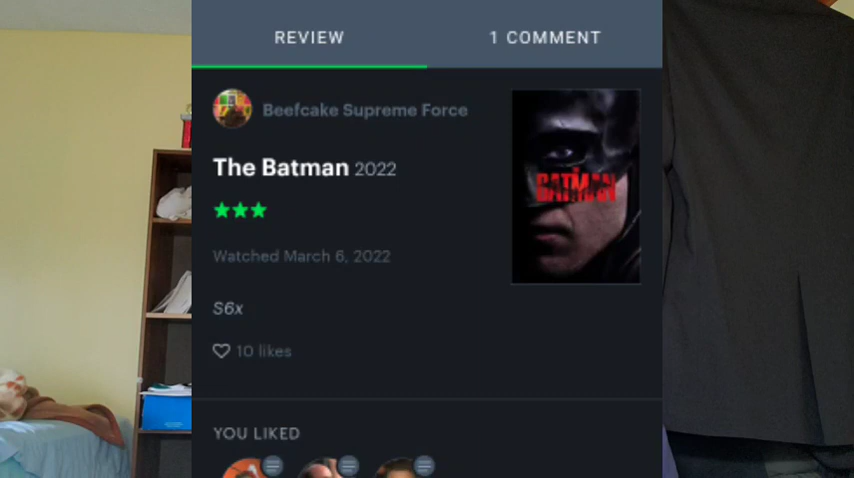 REVIEW
1 COMMENT
Beefcake Supreme Force
The Batman 2022
Watched March 6, 2022
S6x
10 likes
YOU LIKED
BATMAN